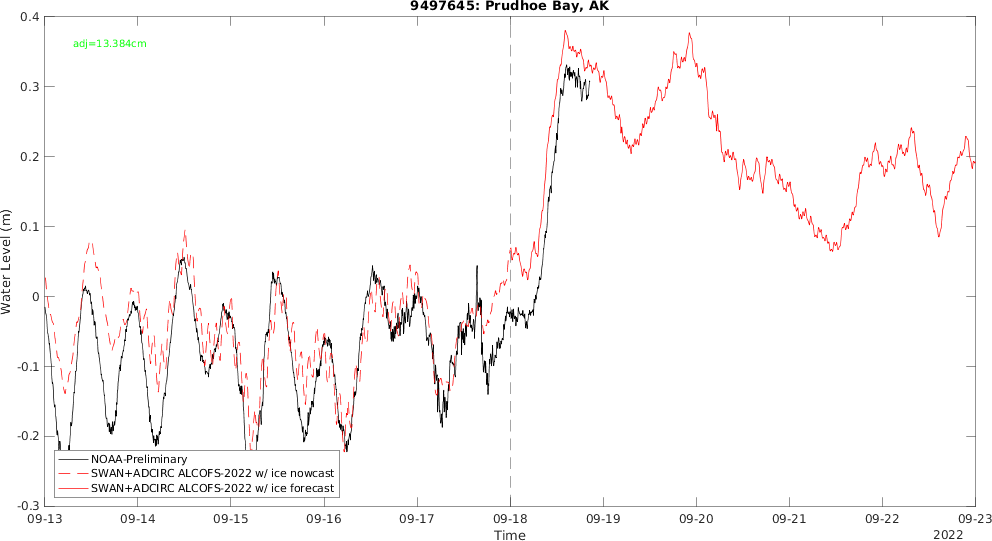 9497645: Prudhoe Bay, AK
0.4
adj=13.384cm
0.3
0.2
0.1
0
-0.1
-0.2
-0.3
Water Level (m)
NOAA-Preliminary
SWAN+ADCIRC ALCOFS-2022 w/ ice nowcast
SWAN+ADCIRC ALCOFS-2022 w/ ice forecast
09-13 09-14 09-15 09-16 09-17 09-18 09-19 09-20 09-21 09-22 09-23
Time
2022